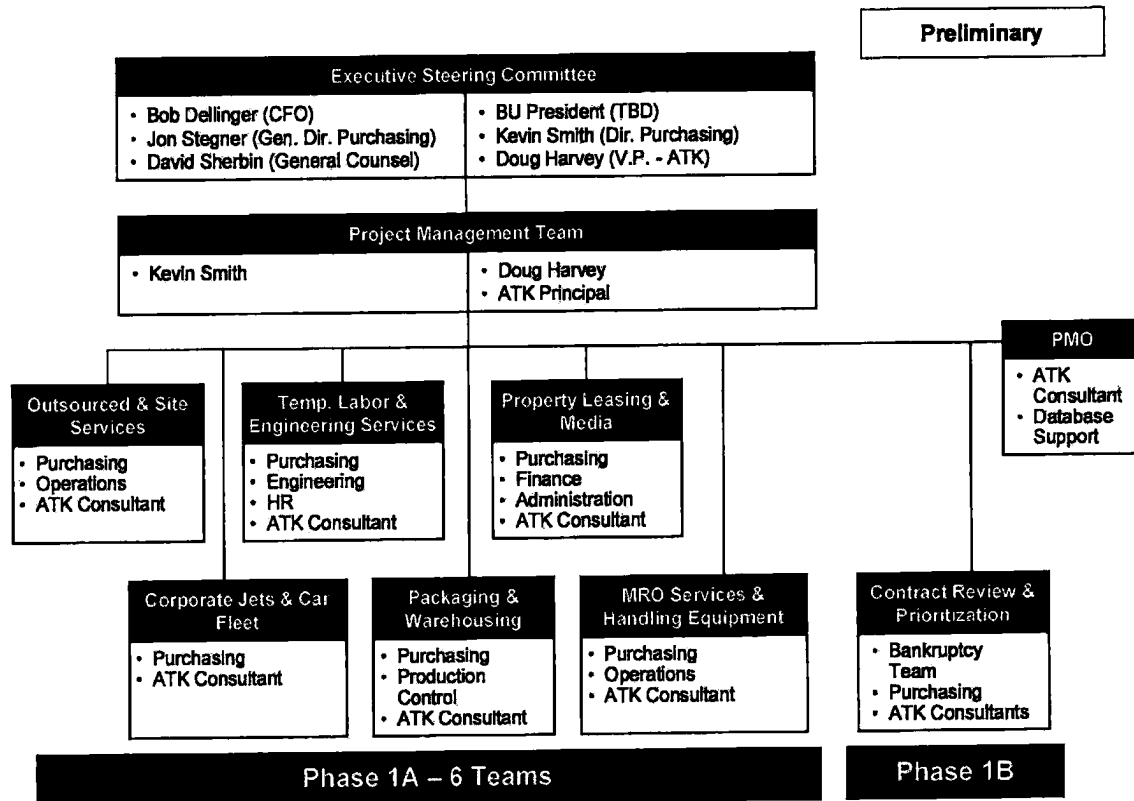 Preliminary
Executive Steering Committee
• Bob Dellinger (CFO)
• Jon Stegner (Gen. Dir. Purchasing)
• David Sherbin (General Counsel)
• BU President (TBD)
• Kevin Smith (Dir. Purchasing)
• Doug Harvey (V.P. - ATK)
Project Management Team
• Kevin Smith
• Doug Harvey
• ATK Principal
PMO
• ATK
Consultant
• Database
Support
Outsourced & Site
Services
• Purchasing
• Operations
• ATK Consultant
Temp. Labor &
Engineering Services
• Purchasing
• Engineering
• HR
• ATK Consultant
Property Leasing &
Media
• Purchasing
• Finance
• Administration
• ATK Consultant
Corporate Jets & Car
Fleet
• Purchasing
• ATK Consultant
Packaging &
Warehousing
• Purchasing
• Production
Control
• ATK Consultant
MRO Services &
Handling Equipment
• Purchasing
• Operations
• ATK Consultant
Contract Review &
Prioritization
• Bankruptcy
Team
• Purchasing
• ATK Consultants
Phase 1A – 6 Teams
Phase 1B